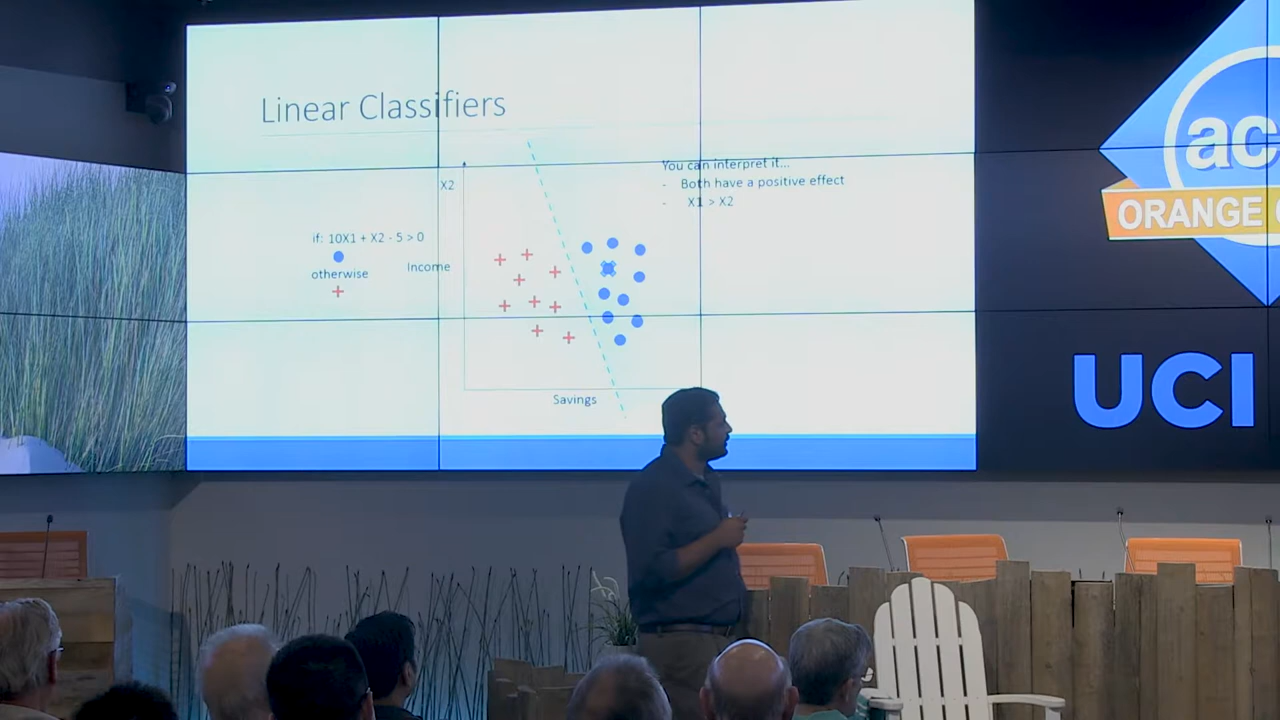 Linear Classifiers
You can interpret it...
- Both have a positive effect
- X1 > X2
X2
if: 10X1 + X2 - 5 > 0
otherwise
Income
Savings
ac
ORANGE
UCI